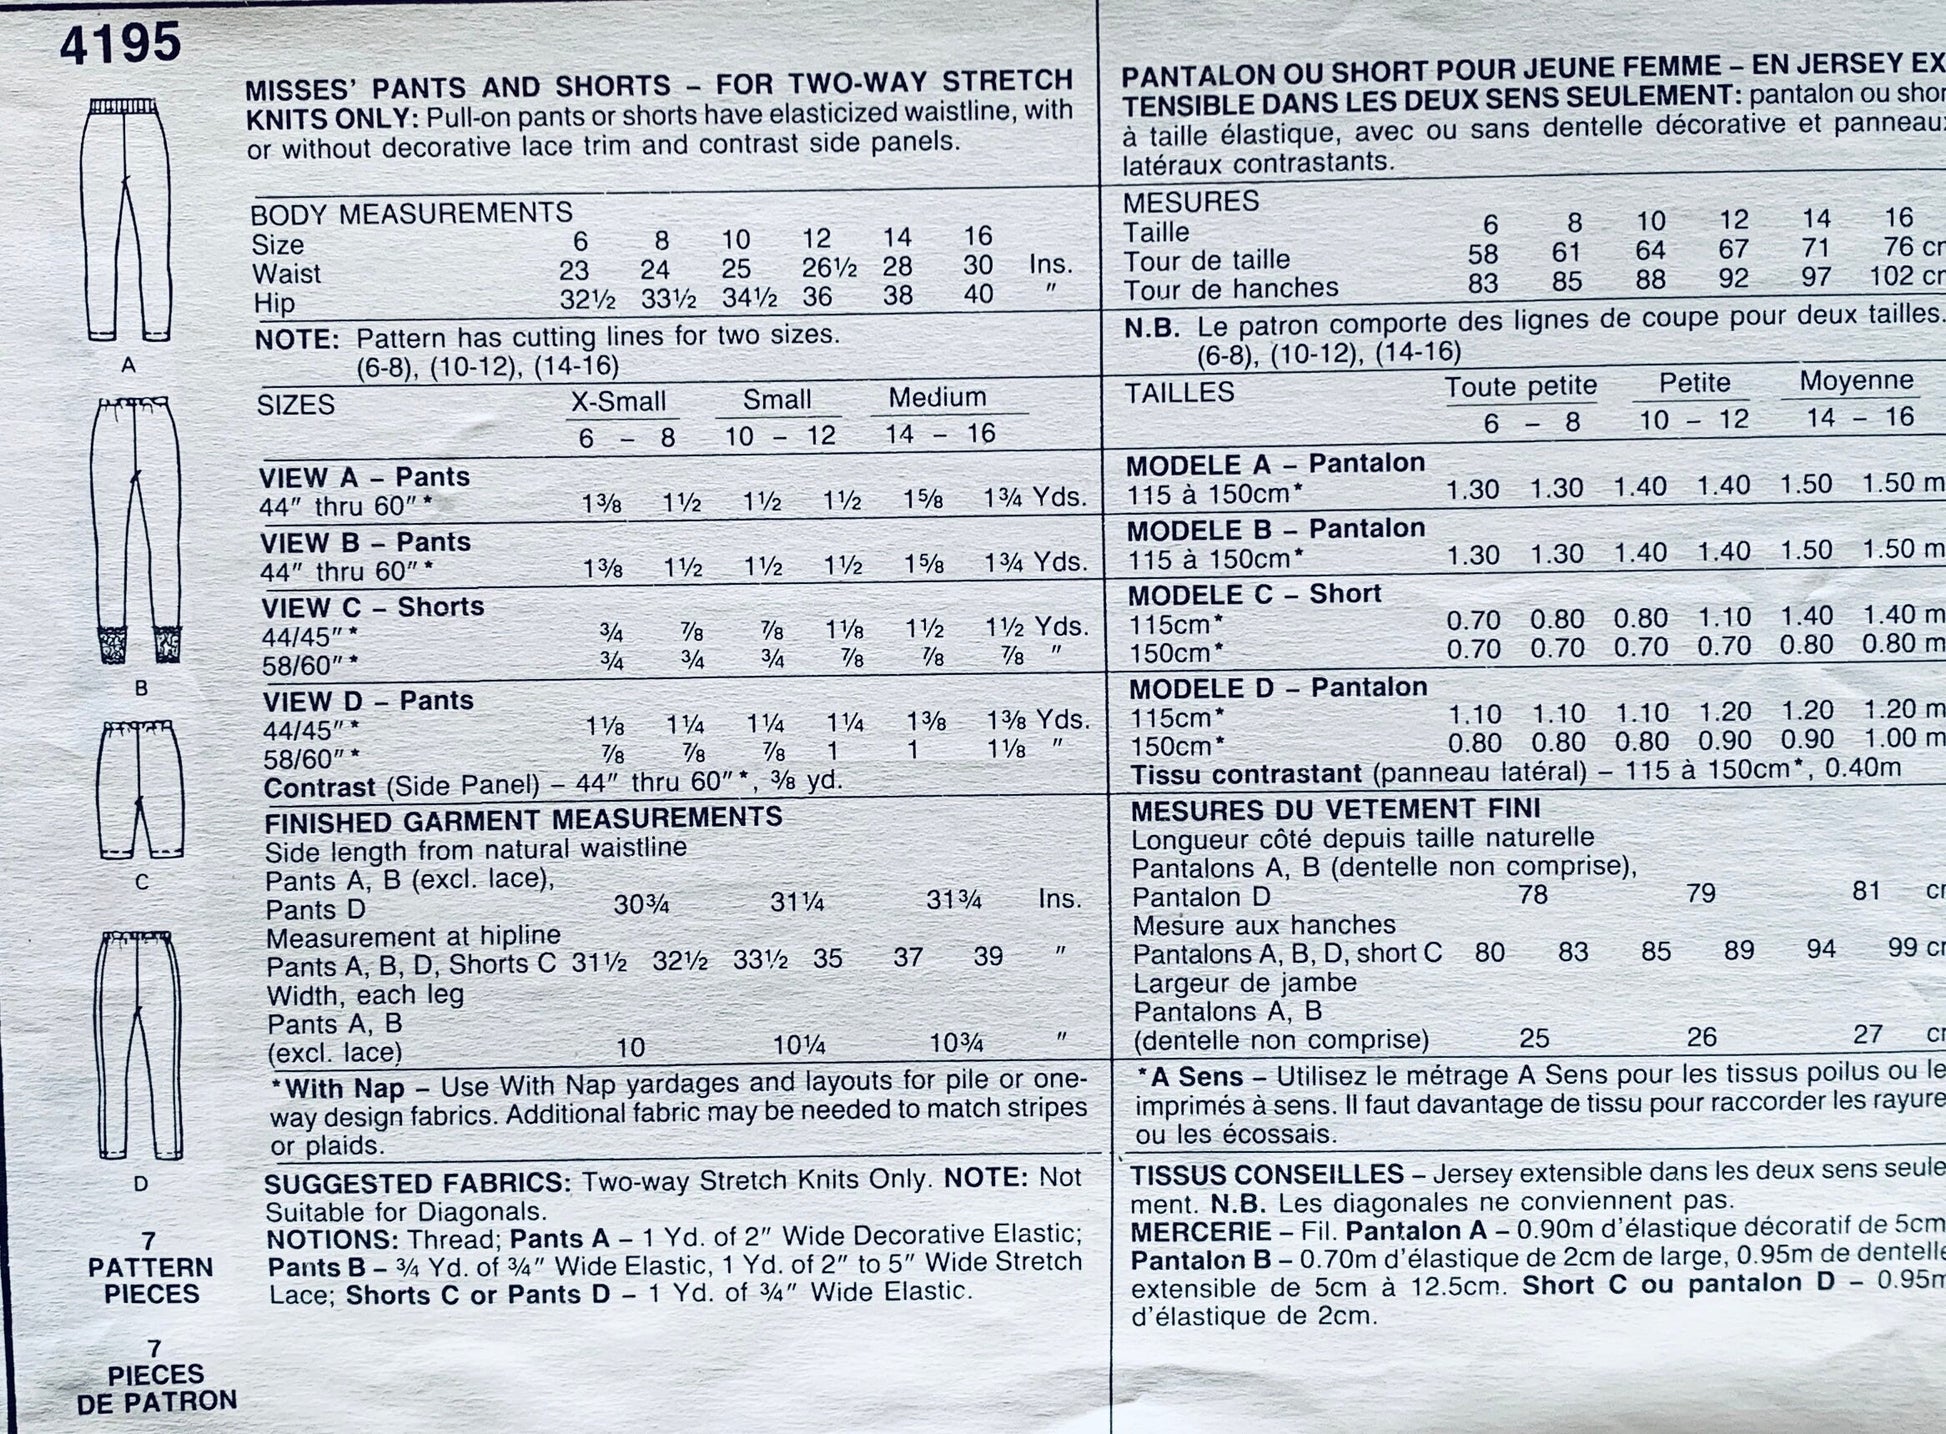 4195
A
B
C
D
7
PATTERN
PIECES
7
PIECES
DE PATRON
MISSES' PANTS AND SHORTS – FOR TWO-WAY STRETCH
KNITS ONLY: Pull-on pants or shorts have elasticized waistline, with
or without decorative lace trim and contrast side panels.
BODY MEASUREMENTS
Size 6 8 10 12 14 16
Waist 23 24 25 26½ 28 30 Ins.
Hip 32½ 33½ 34½ 36 38 40 "
NOTE: Pattern has cutting lines for two sizes.
(6-8), (10-12), (14-16)
SIZES X-Small Small Medium
6 – 8 10 – 12 14 – 16
VIEW A – Pants
44" thru 60"* 1⅜ 1½ 1½ 1½ 1⅝ 1¾ Yds.
VIEW B – Pants
44" thru 60"* 1⅜ 1½ 1½ 1½ 1⅝ 1¾ Yds.
VIEW C – Shorts
44/45"* ¾ ⅞ ⅞ 1⅛ 1½ 1½ Yds.
58/60"* ¾ ¾ ¾ ⅞ ⅞ ⅞ "
VIEW D – Pants
44/45"* 1⅛ 1¼ 1¼ 1¼ 1⅜ 1⅜ Yds.
58/60"* ⅞ ⅞ ⅞ 1 1 1⅛ "
Contrast (Side Panel) – 44" thru 60"*, ⅜ yd.
FINISHED GARMENT MEASUREMENTS
Side length from natural waistline
Pants A, B (excl. lace),
Pants D 30¾ 31¼ 31¾ Ins.
Measurement at hipline
Pants A, B, D, Shorts C 31½ 32½ 33½ 35 37 39 "
Width, each leg
Pants A, B
(excl. lace) 10 10¼ 10¾ "
*With Nap – Use With Nap yardages and layouts for pile or one-
way design fabrics. Additional fabric may be needed to match stripes
or plaids.
SUGGESTED FABRICS: Two-way Stretch Knits Only. NOTE: Not
Suitable for Diagonals.
NOTIONS: Thread; Pants A – 1 Yd. of 2" Wide Decorative Elastic;
Pants B – ¾ Yd. of ¾" Wide Elastic, 1 Yd. of 2" to 5" Wide Stretch
Lace; Shorts C or Pants D – 1 Yd. of ¾" Wide Elastic.
PANTALON OU SHORT POUR JEUNE FEMME – EN JERSEY EX
TENSIBLE DANS LES DEUX SENS SEULEMENT: pantalon ou shor
à taille élastique, avec ou sans dentelle décorative et panneau
latéraux contrastants.
MESURES
Taille 6 8 10 12 14 16
Tour de taille 58 61 64 67 71 76 cm
Tour de hanches 83 85 88 92 97 102 cm
N.B. Le patron comporte des lignes de coupe pour deux tailles.
(6-8), (10-12), (14-16)
TAILLES Toute petite Petite Moyenne
6 – 8 10 – 12 14 – 16
MODELE A – Pantalon
115 à 150cm* 1.30 1.30 1.40 1.40 1.50 1.50 m
MODELE B – Pantalon
115 à 150cm* 1.30 1.30 1.40 1.40 1.50 1.50 m
MODELE C – Short
115cm* 0.70 0.80 0.80 1.10 1.40 1.40 m
150cm* 0.70 0.70 0.70 0.70 0.80 0.80 m
MODELE D – Pantalon
115cm* 1.10 1.10 1.10 1.20 1.20 1.20 m
150cm* 0.80 0.80 0.80 0.90 0.90 1.00 m
Tissu contrastant (panneau latéral) – 115 à 150cm*, 0.40m
MESURES DU VETEMENT FINI
Longueur côté depuis taille naturelle
Pantalons A, B (dentelle non comprise),
Pantalon D 78 79 81 c
Mesure aux hanches
Pantalons A, B, D, short C 80 83 85 89 94 99 c
Largeur de jambe
Pantalons A, B
(dentelle non comprise) 25 26 27 c
*A Sens – Utilisez le métrage A Sens pour les tissus poilus ou le
imprimés à sens. Il faut davantage de tissu pour raccorder les rayure
ou les écossais.
TISSUS CONSEILLES – Jersey extensible dans les deux sens seule
ment. N.B. Les diagonales ne conviennent pas.
MERCERIE – Fil. Pantalon A – 0.90m d'élastique décoratif de 5cm
Pantalon B – 0.70m d'élastique de 2cm de large, 0.95m de dentelle
extensible de 5cm à 12.5cm. Short C ou pantalon D – 0.95m
d'élastique de 2cm.